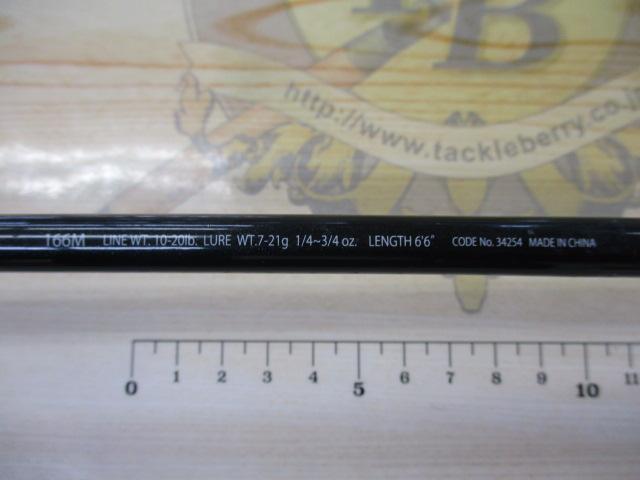 B
http://www.tackleberry.co.j
166M LINE WT. 10-20lb. LURE WT.7-21g 1/4~3/4 oz. LENGTH 6'6" CODE No. 34254 MADE IN CHINA
0 1 2 3 4 5 6 7 8 9 10 11